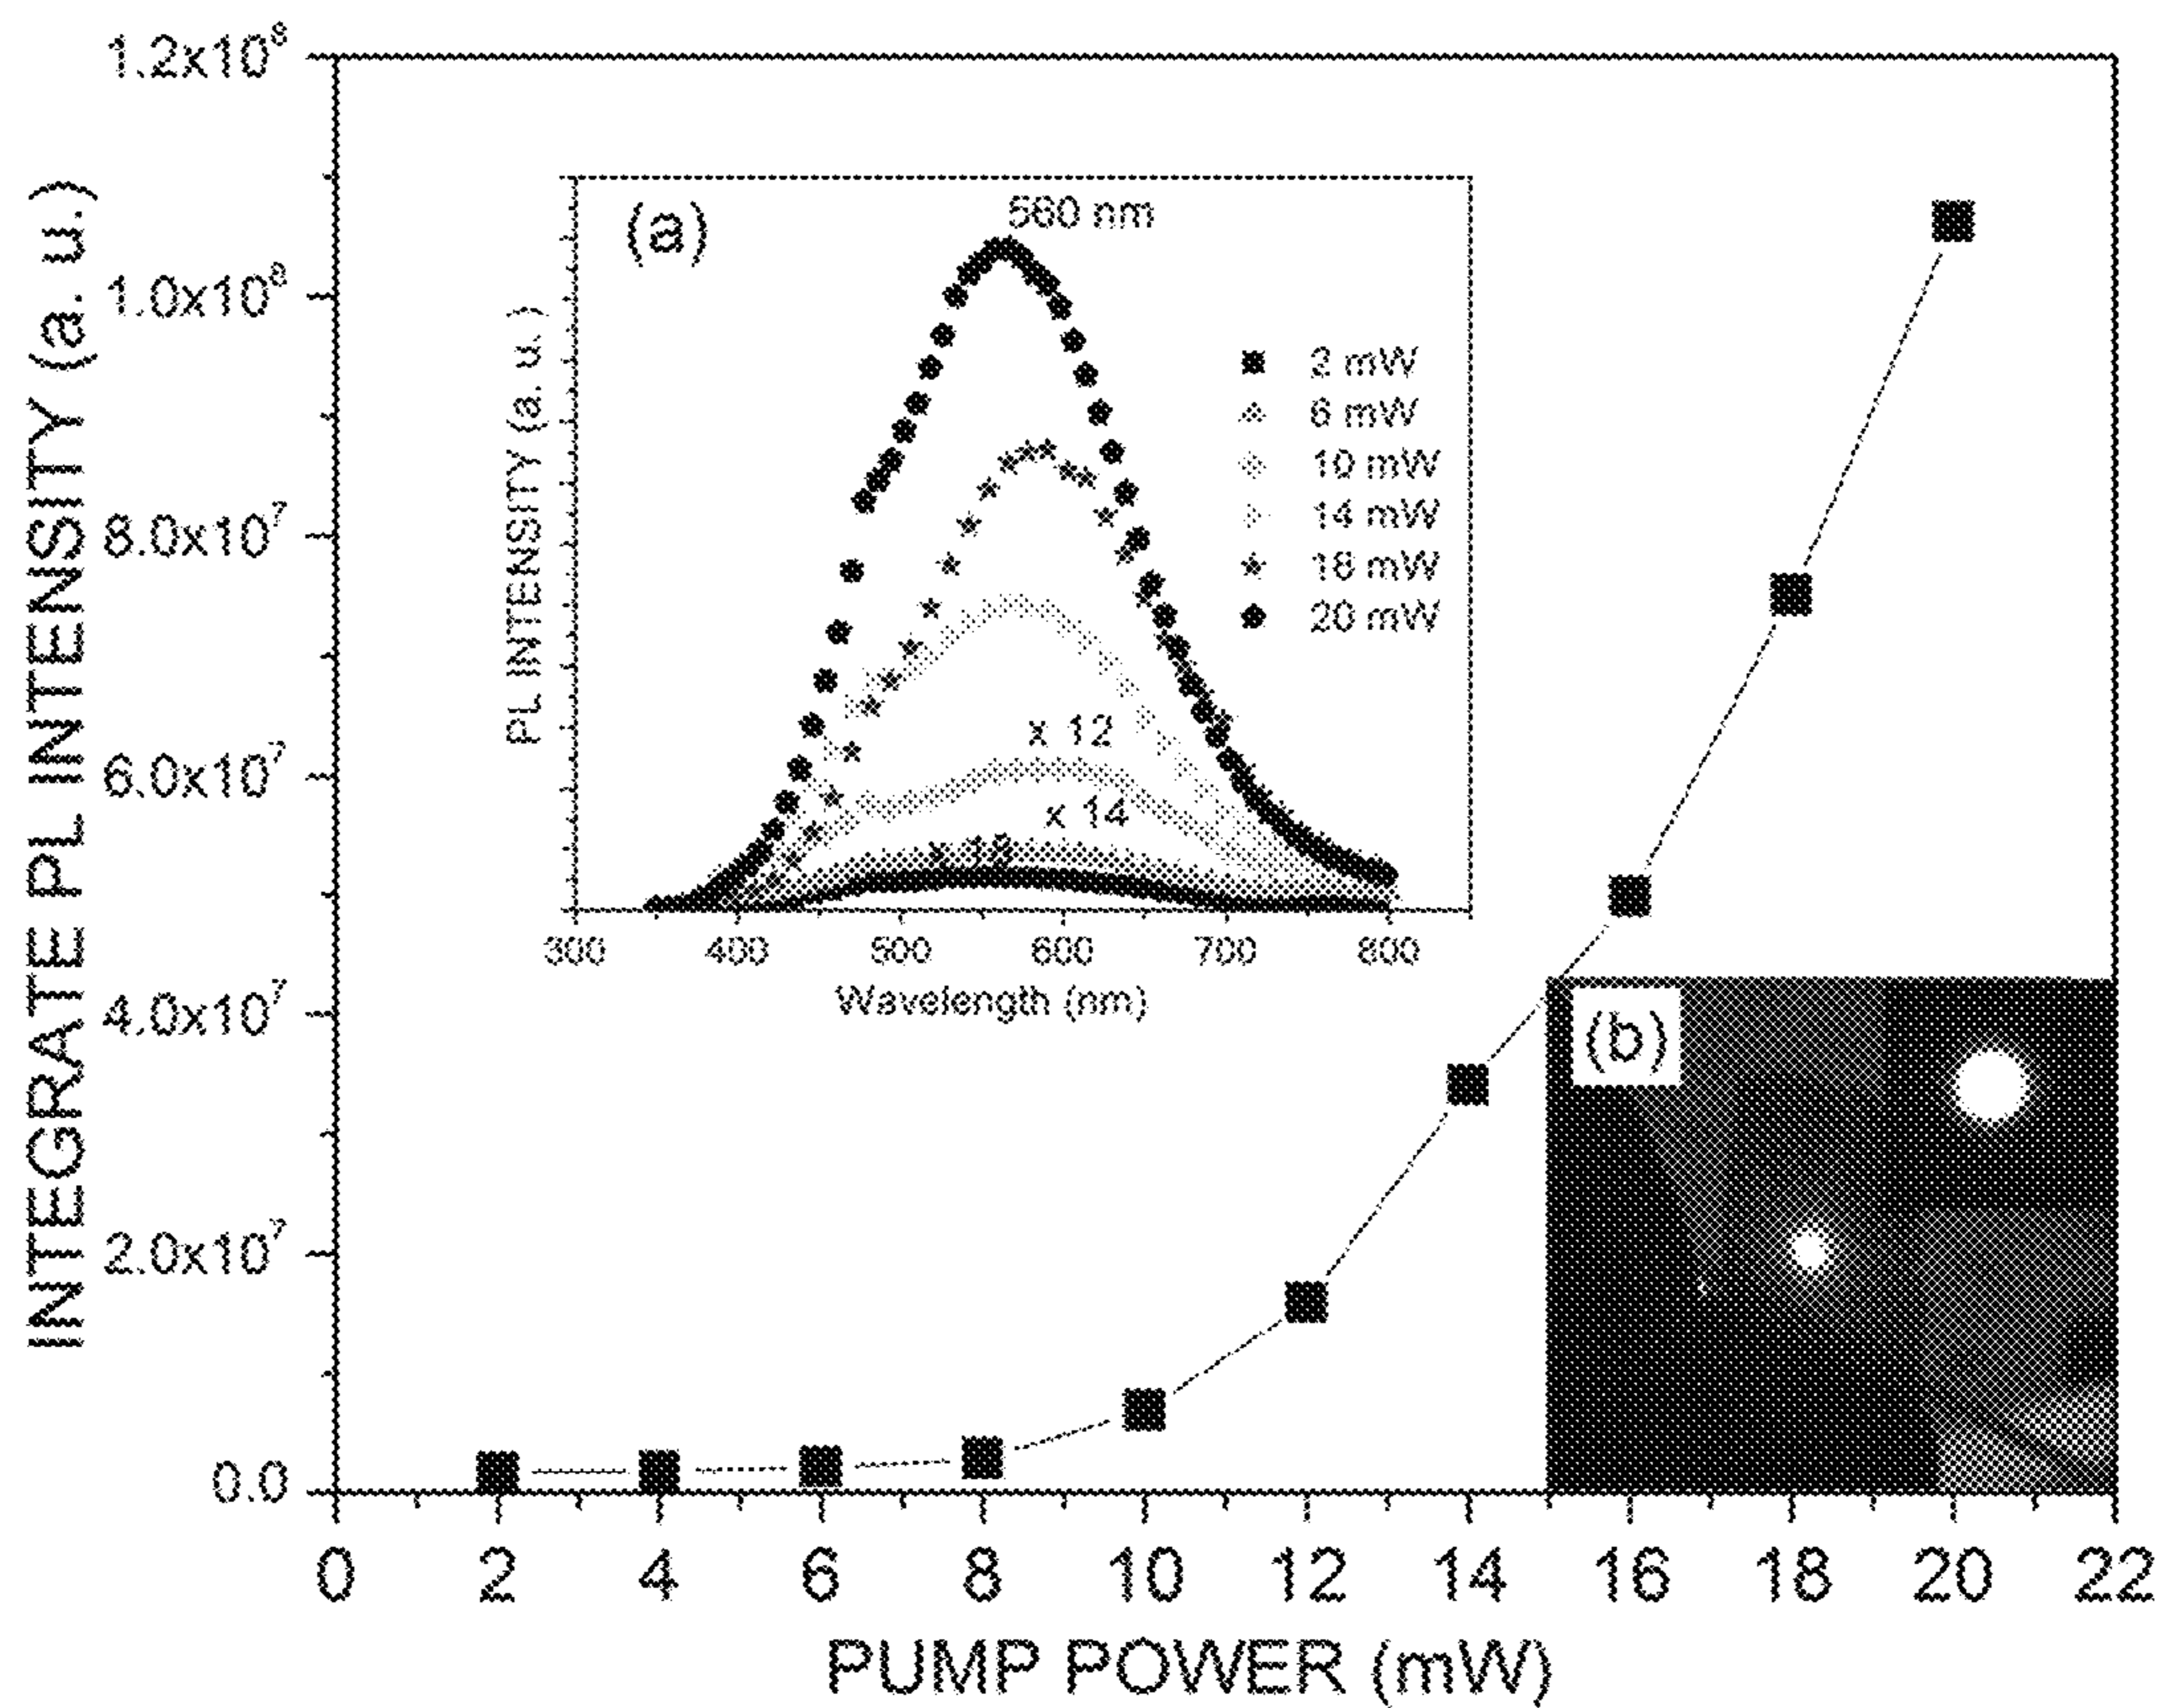 INTEGRATE PL INTENSITY (a. u.)
1.2x10⁸
1.0x10⁸
8.0x10⁷
6.0x10⁷
4.0x10⁷
2.0x10⁷
0.0
(a)
560 nm
PL INTENSITY (a. u.)
2 mW
6 mW
10 mW
14 mW
18 mW
20 mW
x 12
x 14
x 18
300 400 500 600 700 800
Wavelength (nm)
(b)
0 2 4 6 8 10 12 14 16 18 20 22
PUMP POWER (mW)